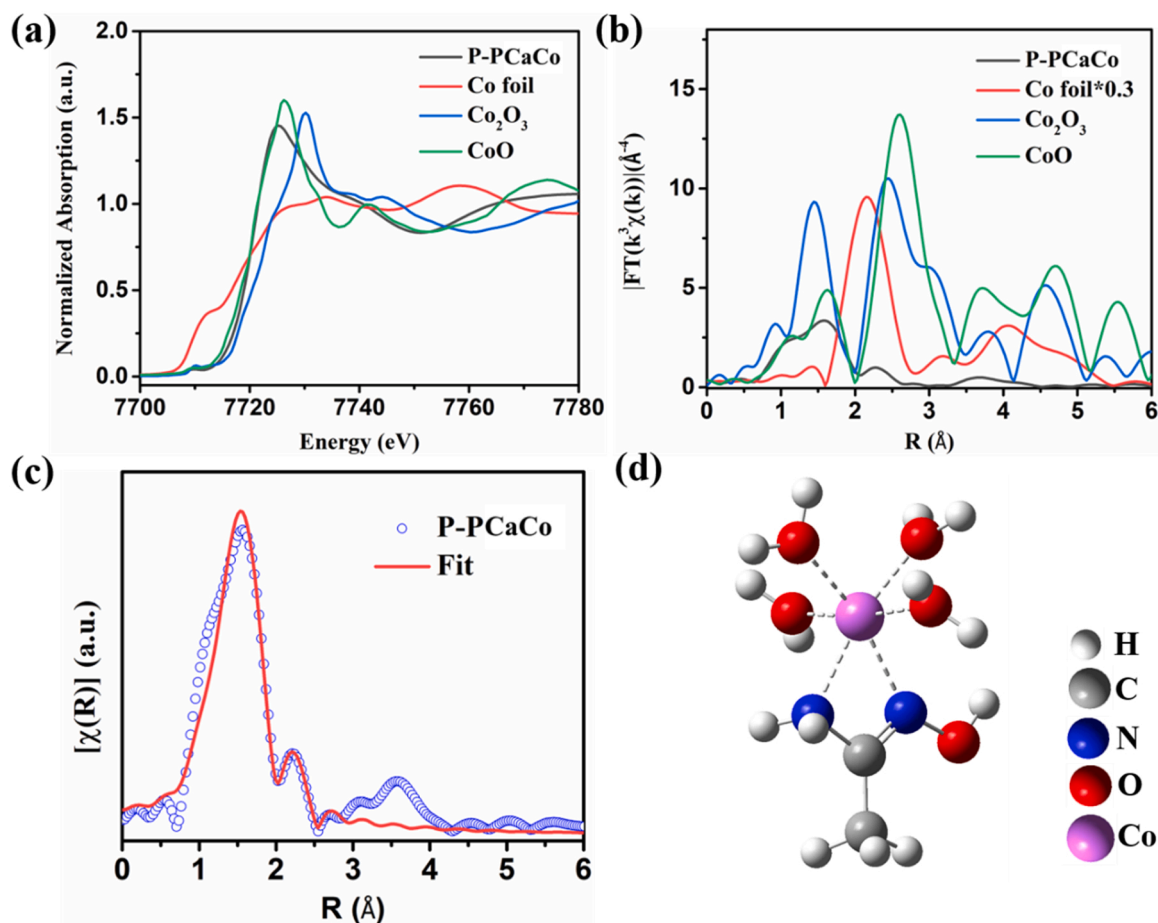 (a)
Normalized Absorption (a.u.)
2.0
1.5
1.0
0.5
0.0
P-PCaCo
Co foil
Co₂O₃
CoO
7700
7720
7740
7760
7780
Energy (eV)
(b)
|FT(k³χ(k))|(Å⁻⁴)
15
10
5
0
P-PCaCo
Co foil*0.3
Co₂O₃
CoO
0
1
2
3
4
5
6
R (Å)
(c)
[χ(R)] (a.u.)
P-PCaCo
Fit
0
1
2
3
4
5
6
R (Å)
(d)
H
C
N
O
Co